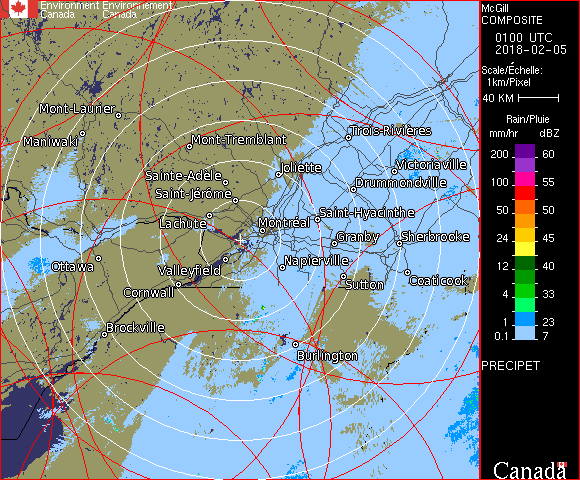 Environment Environnement
Canada Canada
McGill
COMPOSITE
0100 UTC
2018-02-05
Scale/Échelle:
1km/Pixel
40 KM
Rain/Pluie
mm/hr dBZ
200 60
100 55
50 50
24 45
12 40
4 33
1 23
0.1 7
PRECIPET
Canada
Mont-Laurier
Maniwaki
Mont-Tremblant
Trois-Rivières
Joliette
Victoriaville
Sainte-Adèle
Drummondville
Saint-Jérôme
Saint-Hyacinthe
Lachute
Montréal
Granby
Sherbrooke
Ottawa
Valleyfield
Napierville
Cornwall
Sutton
Coaticook
Brockville
Burlington